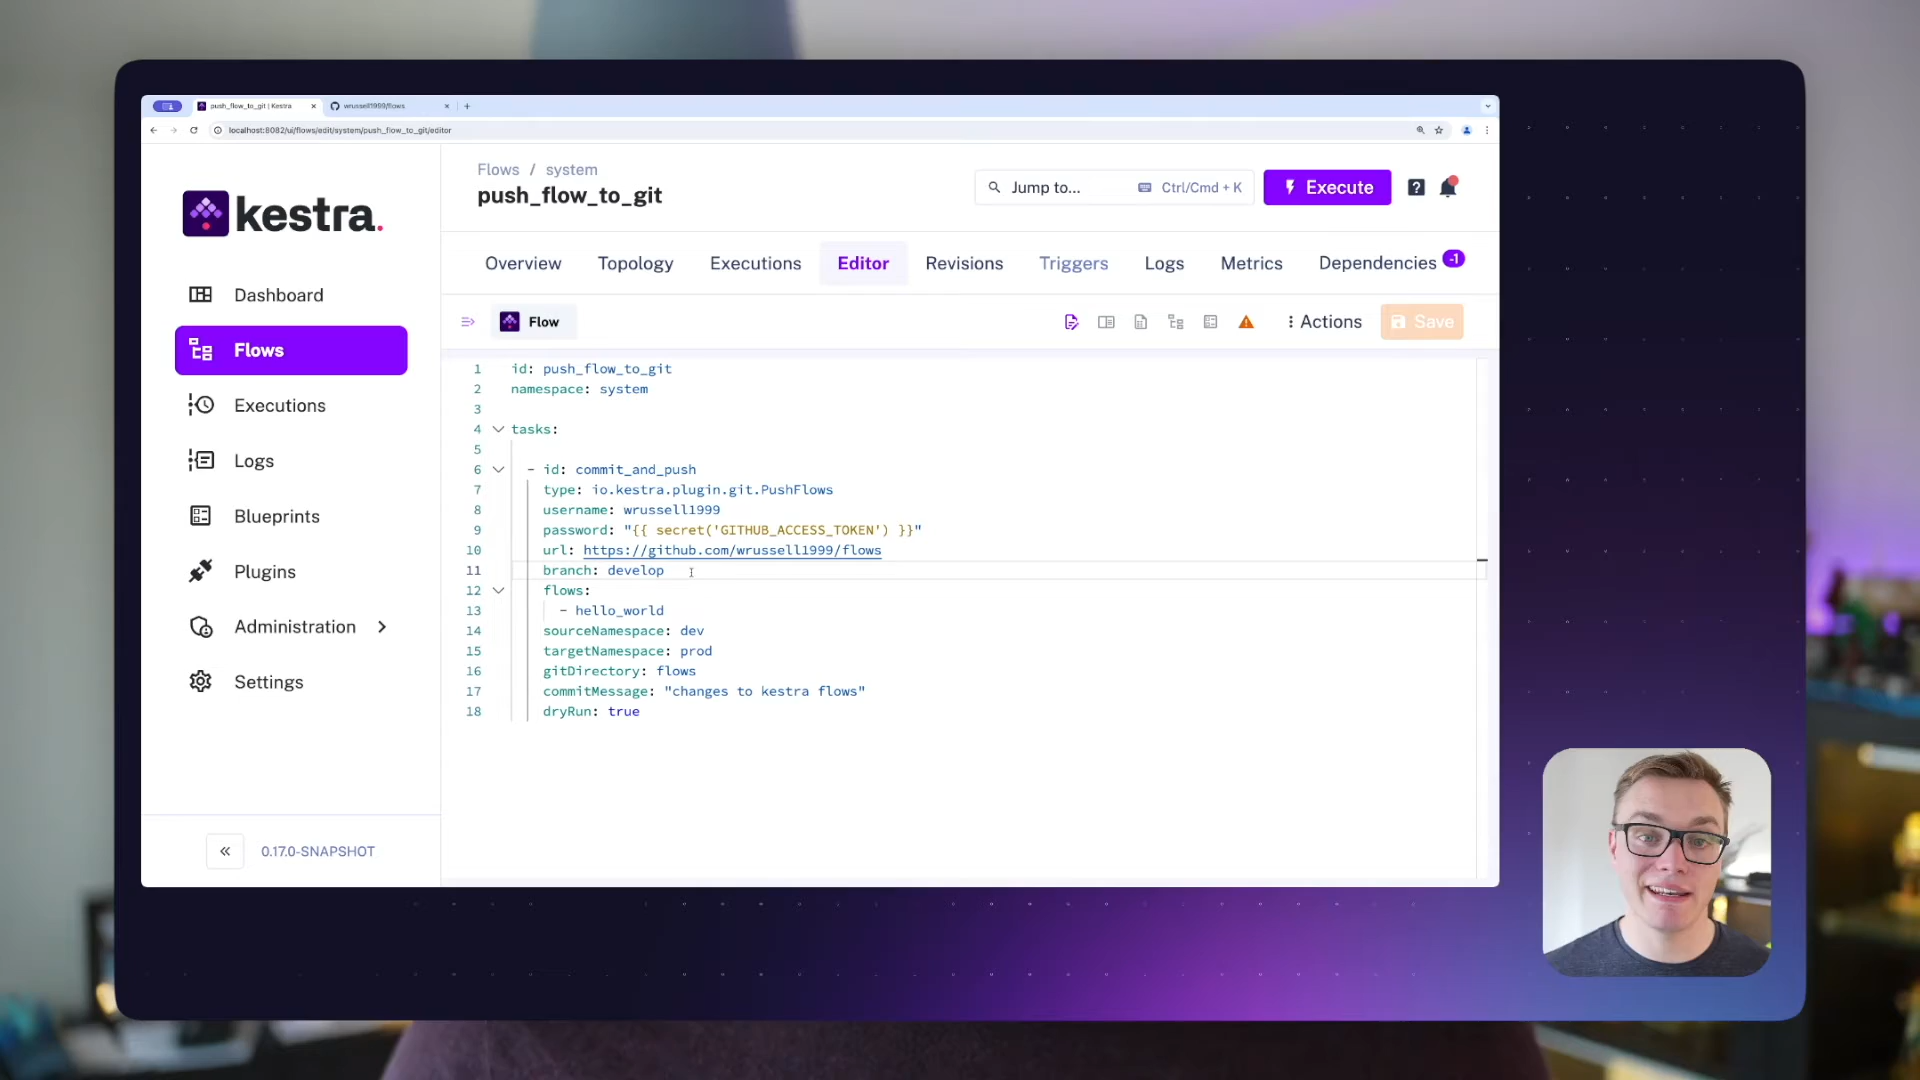 push_flow_to_git | Kestra
wrussell1999/flows
localhost:8082/ui/flows/edit/system/push_flow_to_git/editor
kestra.
Dashboard
Flows
Executions
Logs
Blueprints
Plugins
Administration
Settings
0.17.0-SNAPSHOT
Flows / system
push_flow_to_git
Jump to... Ctrl/Cmd + K
Execute
Overview Topology Executions Editor Revisions Triggers Logs Metrics Dependencies -1
Flow
Actions
Save
1 id: push_flow_to_git
2 namespace: system
3
4 tasks:
5
6 - id: commit_and_push
7 type: io.kestra.plugin.git.PushFlows
8 username: wrussell1999
9 password: "{{ secret('GITHUB_ACCESS_TOKEN') }}"
10 url: https://github.com/wrussell1999/flows
11 branch: develop
12 flows:
13 - hello_world
14 sourceNamespace: dev
15 targetNamespace: prod
16 gitDirectory: flows
17 commitMessage: "changes to kestra flows"
18 dryRun: true